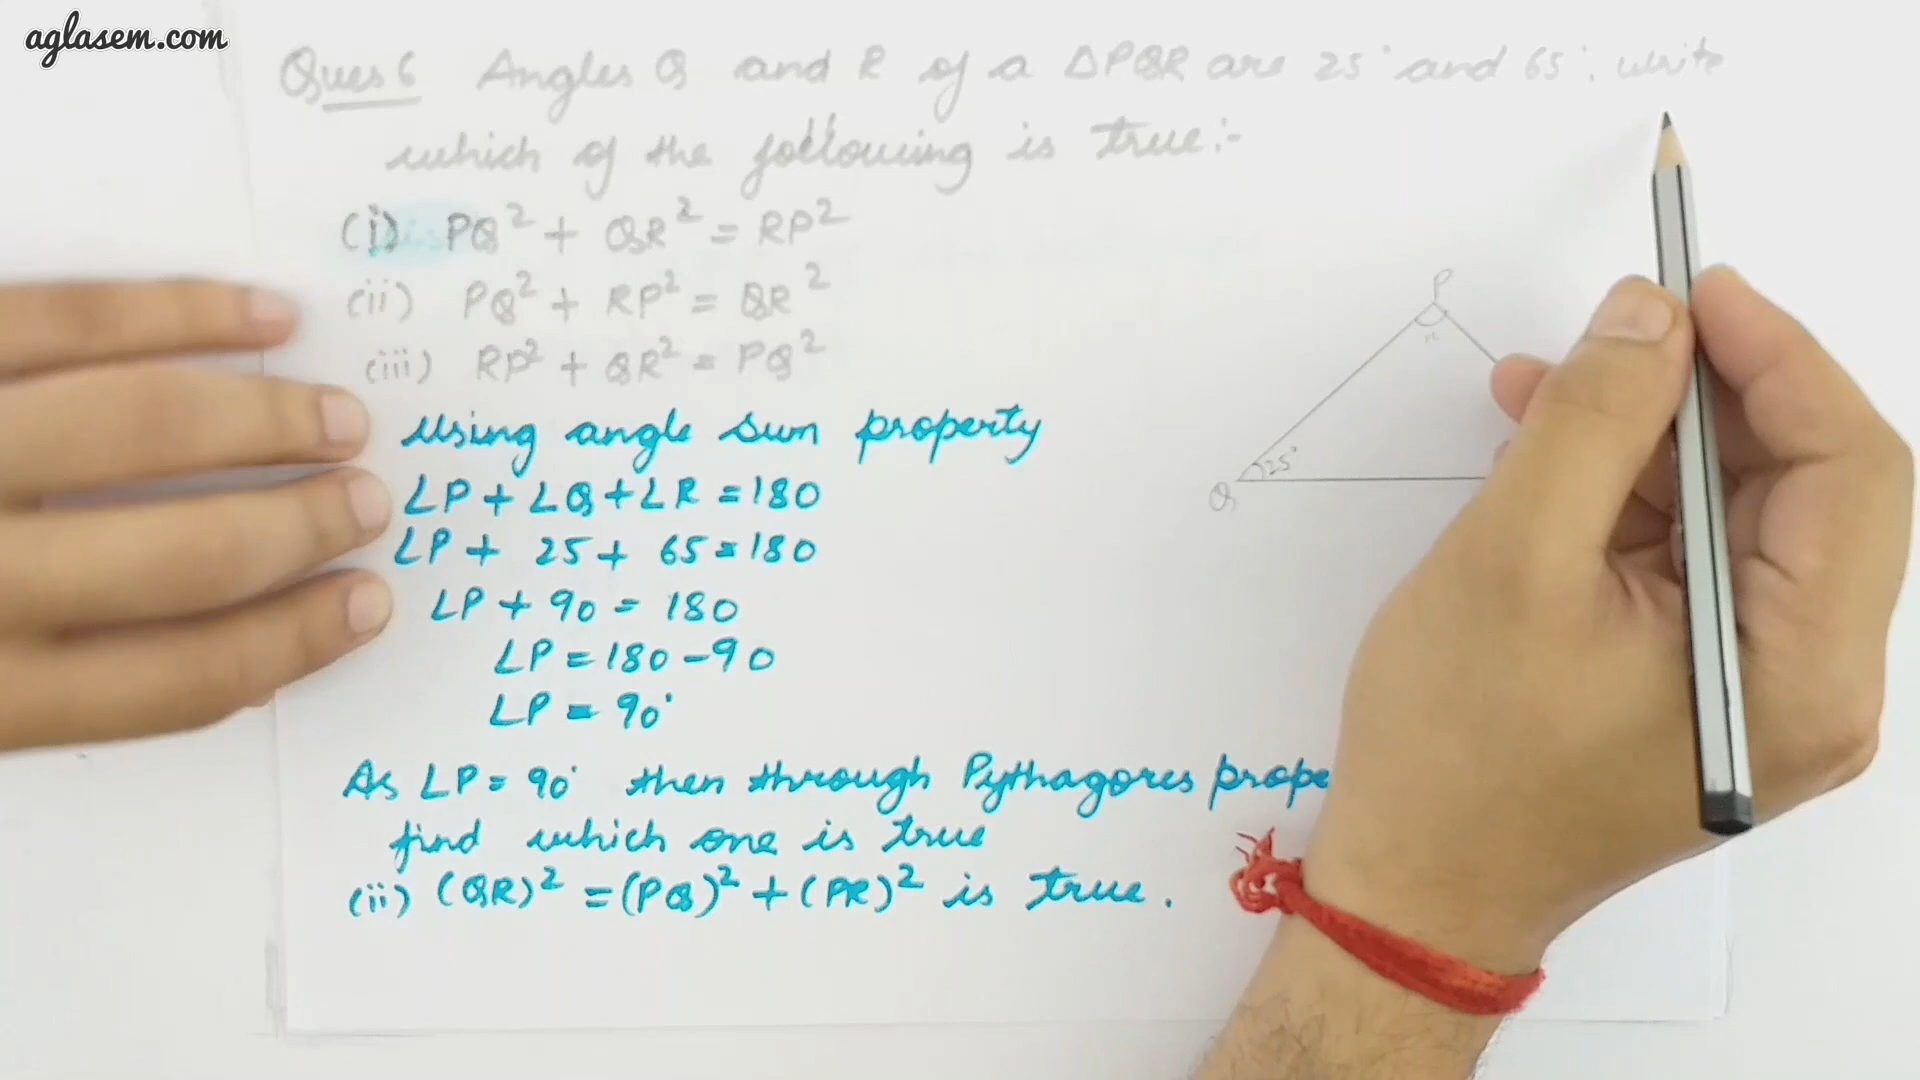 aglasem.com
Ques 6 Angles Q and R of a ΔPQR are 25° and 65°. write
which of the following is true:-
(i) PQ² + QR² = RP²
(ii) PQ² + RP² = QR²
(iii) RP² + QR² = PQ²
P
25°
Q
Using angle sum property
∠P + ∠Q + ∠R = 180
∠P + 25 + 65 = 180
∠P + 90 = 180
∠P = 180 - 90
∠P = 90°
As ∠P = 90° then through Pythagores prope
find which one is true
(ii) (QR)² = (PQ)² + (PR)² is true.